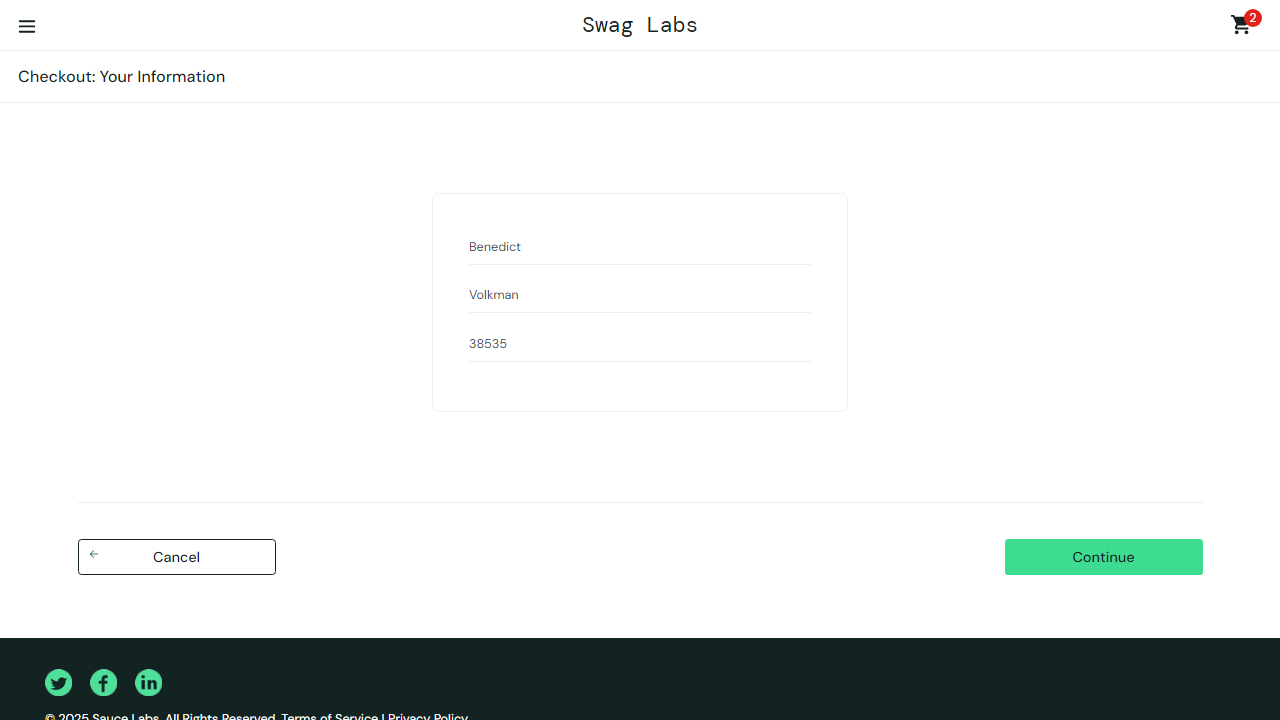 Swag Labs
2
Checkout: Your Information
Benedict
Volkman
38535
Cancel
Continue
© 2025 Sauce Labs. All Rights Reserved. Terms of Service | Privacy Policy